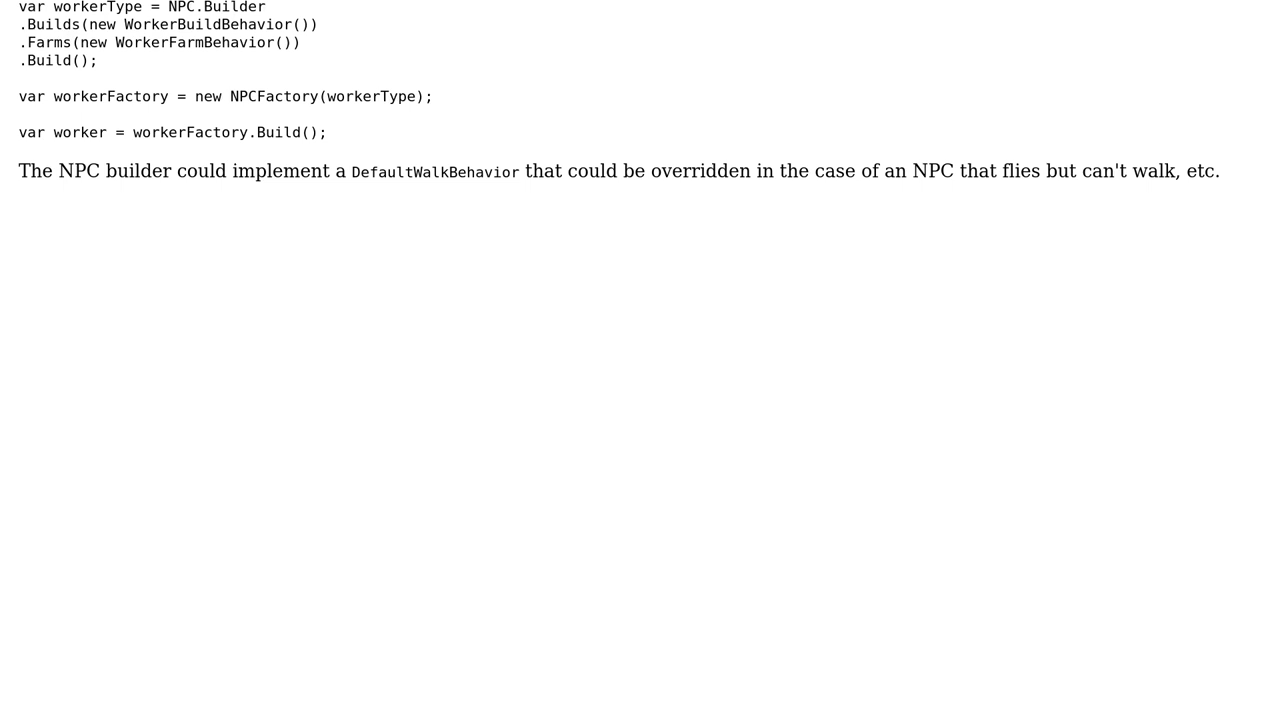 var workerType = NPC.Builder
.Builds(new WorkerBuildBehavior())
.Farms(new WorkerFarmBehavior())
.Build();
var workerFactory = new NPCFactory(workerType);
var worker = workerFactory.Build();
The NPC builder could implement a DefaultWalkBehavior that could be overridden in the case of an NPC that flies but can't walk, etc.